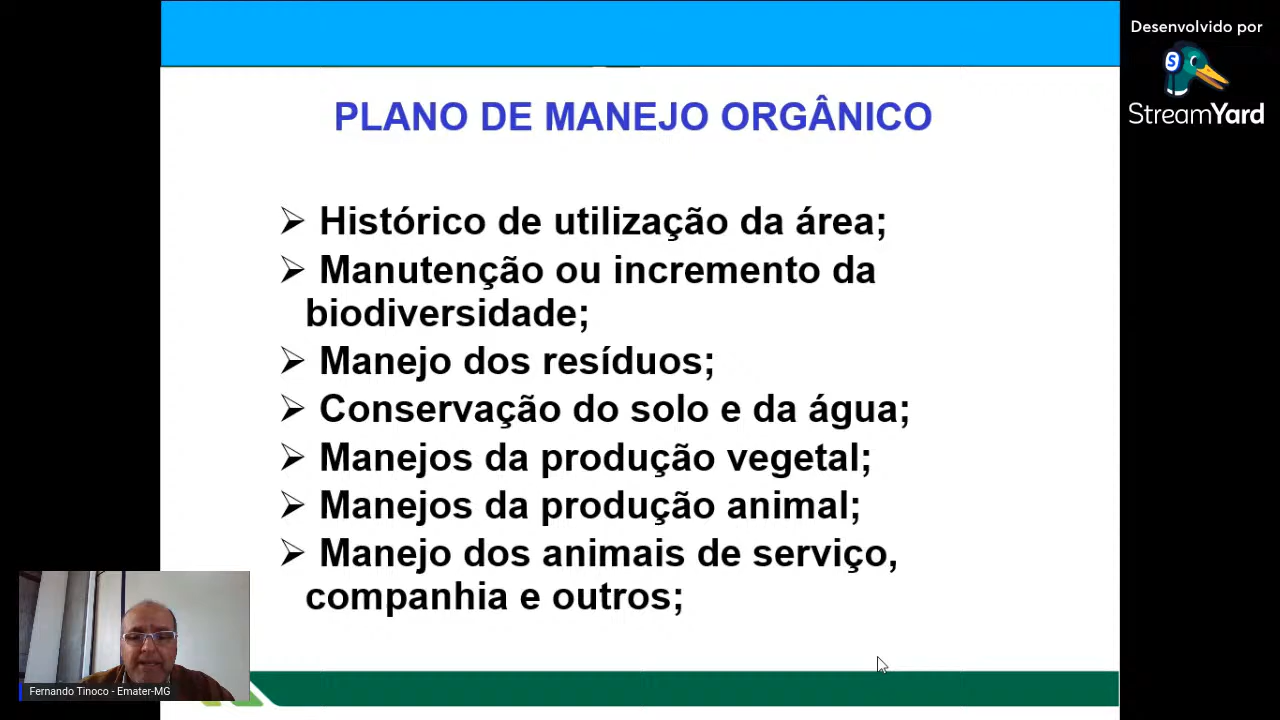 Desenvolvido por
StreamYard
PLANO DE MANEJO ORGÂNICO
➢ Histórico de utilização da área;
➢ Manutenção ou incremento da
biodiversidade;
➢ Manejo dos resíduos;
➢ Conservação do solo e da água;
➢ Manejos da produção vegetal;
➢ Manejos da produção animal;
➢ Manejo dos animais de serviço,
companhia e outros;
Fernando Tinoco - Emater-MG